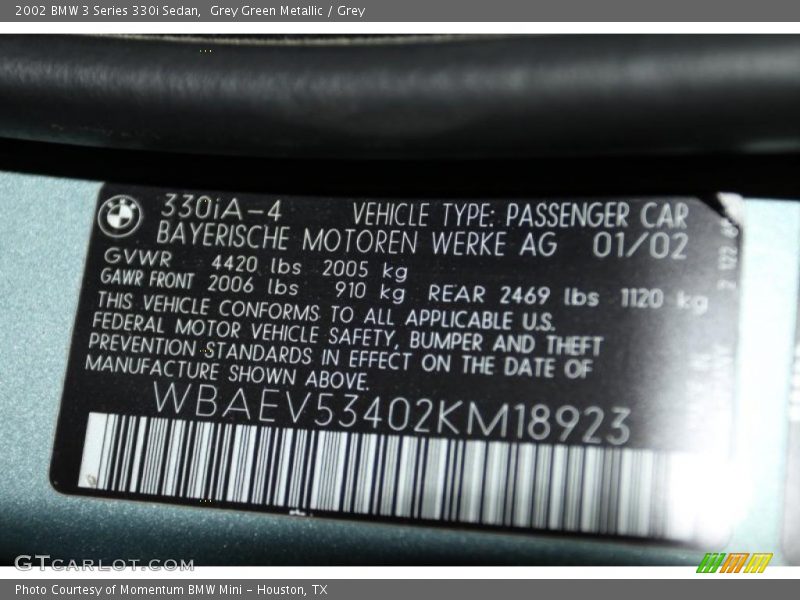 2002 BMW 3 Series 330i Sedan, Grey Green Metallic / Grey
330iA-4 VEHICLE TYPE: PASSENGER CAR
BAYERISCHE MOTOREN WERKE AG 01/02
GVWR 4420 lbs 2005 kg
GAWR FRONT 2006 lbs 910 kg REAR 2469 lbs 1120 kg
THIS VEHICLE CONFORMS TO ALL APPLICABLE U.S.
FEDERAL MOTOR VEHICLE SAFETY, BUMPER AND THEFT
PREVENTION STANDARDS IN EFFECT ON THE DATE OF
MANUFACTURE SHOWN ABOVE.
WBAEV53402KM18923
GTCARLOT.COM
Photo Courtesy of Momentum BMW Mini - Houston, TX